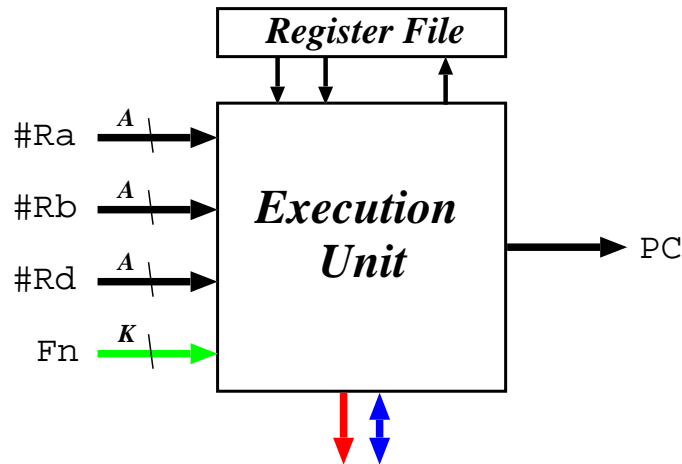 Register File
#Ra
A
#Rb
A
#Rd
A
Fn
K
Execution
Unit
PC